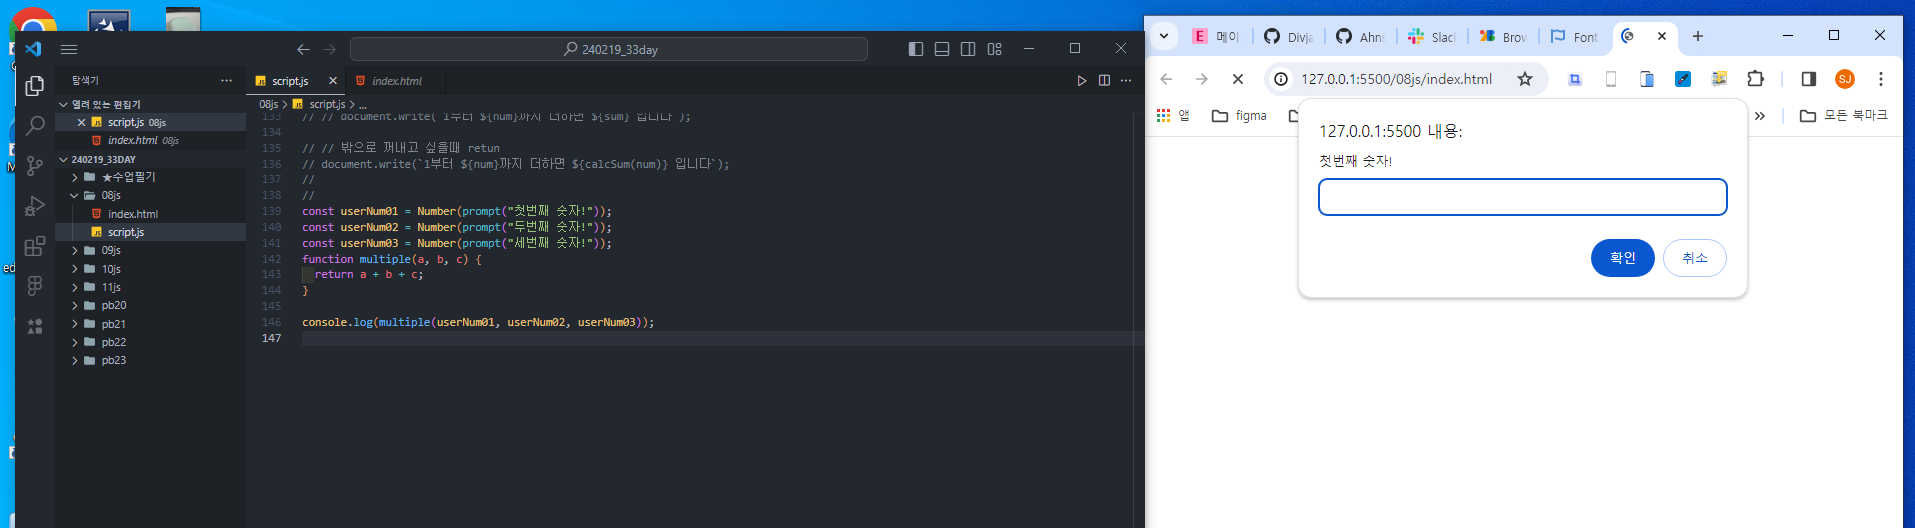 240219_33day
탐색기
열려 있는 편집기
script.js 08js
index.html 08js
240219_33DAY
★수업필기
08js
index.html
script.js
09js
10js
11js
pb20
pb21
pb22
pb23
script.js
index.html
08js > script.js > ...
133 // // document.write(`1부터 ${num}까지 더하면 ${sum} 입니다`);
134
135 // // 밖으로 꺼내고 싶을때 retun
136 // document.write(`1부터 ${num}까지 더하면 ${calcSum(num)} 입니다`);
137 //
138 //
139 const userNum01 = Number(prompt("첫번째 숫자!"));
140 const userNum02 = Number(prompt("두번째 숫자!"));
141 const userNum03 = Number(prompt("세번째 숫자!"));
142 function multiple(a, b, c) {
143 return a + b + c;
144 }
145
146 console.log(multiple(userNum01, userNum02, userNum03));
147
E 메이
Divja
Ahns
Slack
Brow
Font
127.0.0.1:5500/08js/index.html
SJ
앱
figma
모든 북마크
127.0.0.1:5500 내용:
첫번째 숫자!
확인
취소